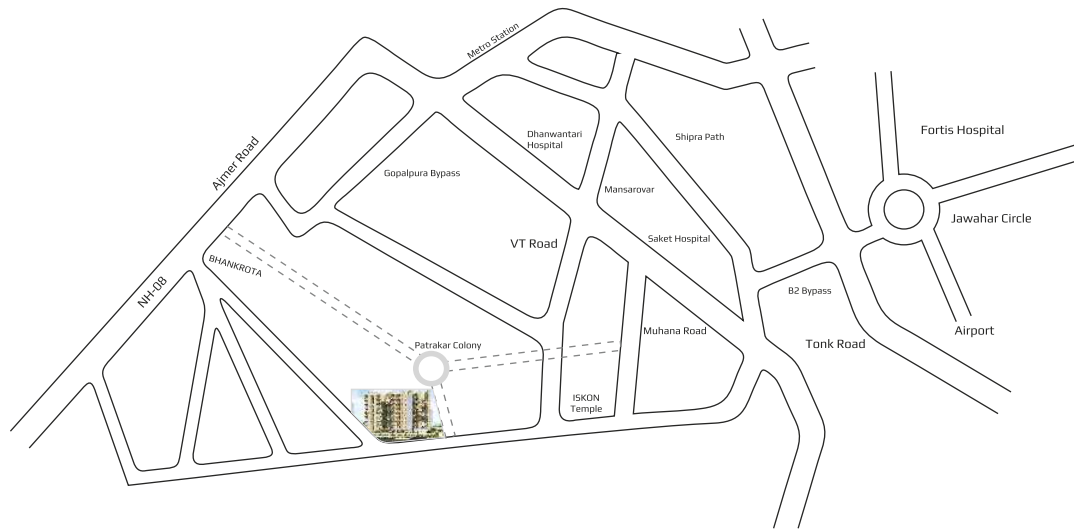 Metro Station
Ajmer Road
Dhanwantari
Hospital
Shipra Path
Fortis Hospital
Gopalpura Bypass
Mansarovar
Jawahar Circle
VT Road
Saket Hospital
BHANKROTA
NH-08
B2 Bypass
Muhana Road
Airport
Tonk Road
Patrakar Colony
ISKON
Temple